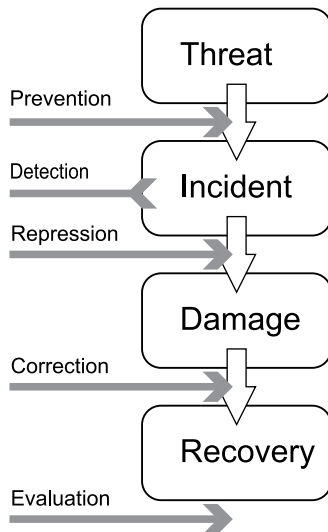 Threat
Prevention
Detection
Incident
Repression
Damage
Correction
Recovery
Evaluation